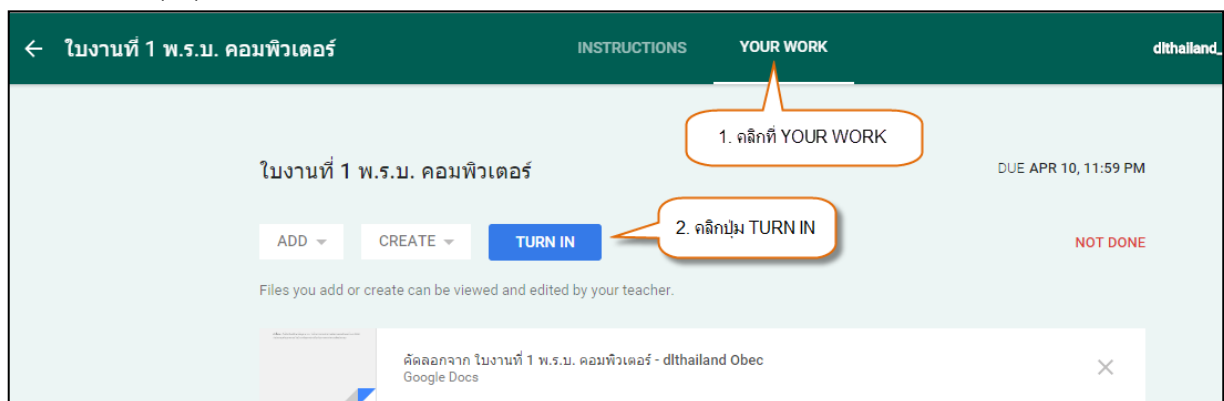 ← ใบงานที่ 1 พ.ร.บ. คอมพิวเตอร์ INSTRUCTIONS YOUR WORK dlthailand_
1. คลิกที่ YOUR WORK
ใบงานที่ 1 พ.ร.บ. คอมพิวเตอร์ DUE APR 10, 11:59 PM
2. คลิกปุ่ม TURN IN
ADD CREATE TURN IN NOT DONE
Files you add or create can be viewed and edited by your teacher.
คัดลอกจาก ใบงานที่ 1 พ.ร.บ. คอมพิวเตอร์ - dlthailand Obec
Google Docs